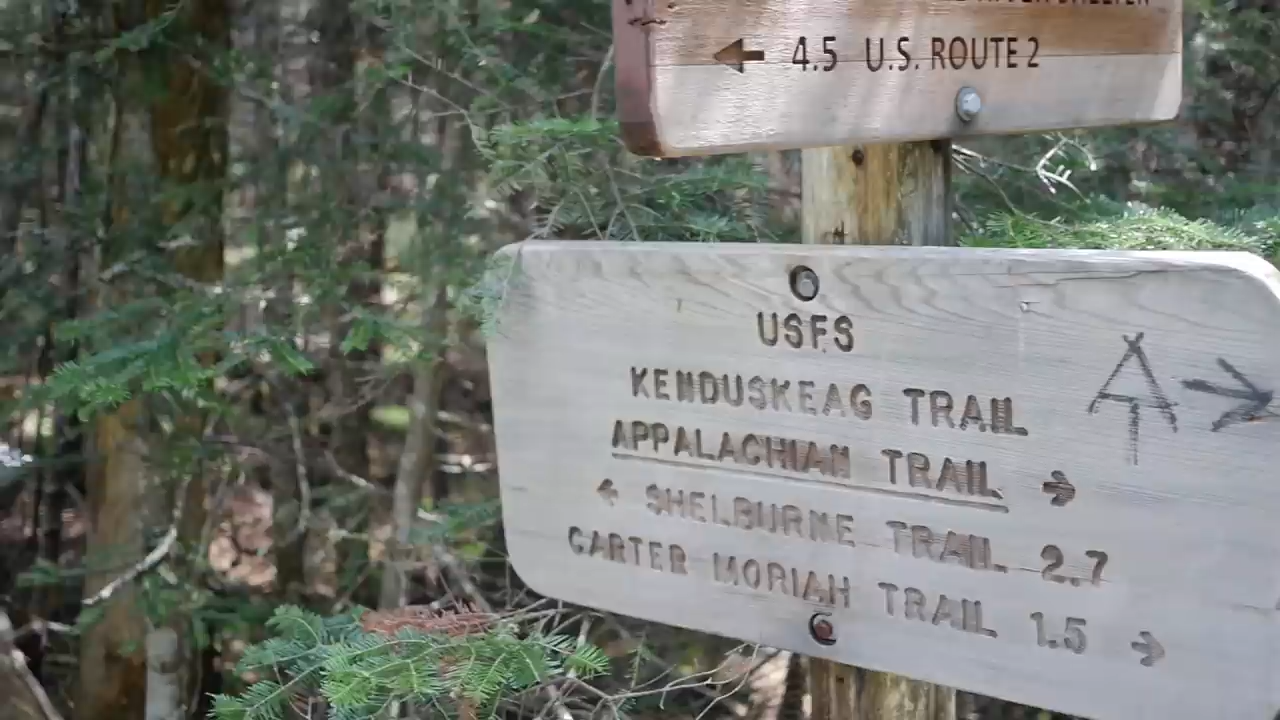 ← 4.5 U.S. ROUTE 2
USFS
KENDUSKEAG TRAIL
APPALACHIAN TRAIL →
← SHELBURNE TRAIL 2.7
CARTER MORIAH TRAIL 1.5 →